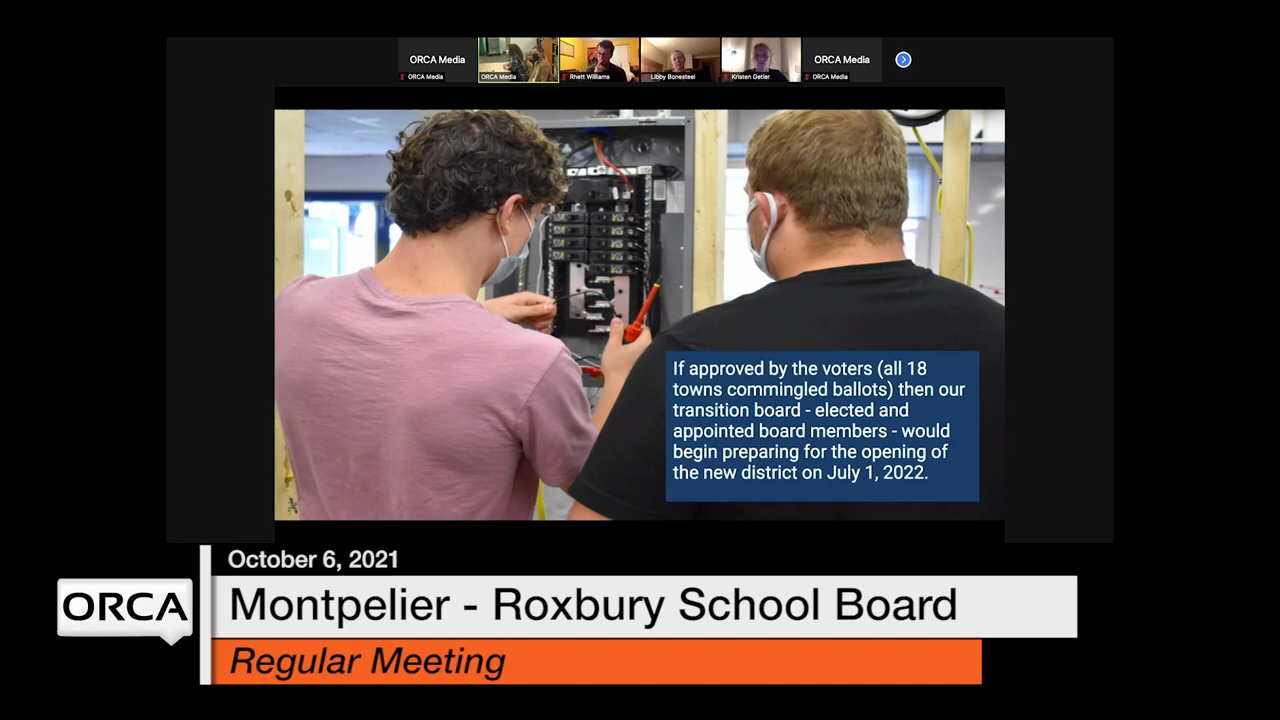 ORCA Media
ORCA Media
ORCA Media
Rhett Williams
Libby Bonesteel
Kristen Getler
ORCA Media
ORCA Media
If approved by the voters (all 18
towns commingled ballots) then our
transition board - elected and
appointed board members - would
begin preparing for the opening of
the new district on July 1, 2022.
October 6, 2021
ORCA
Montpelier - Roxbury School Board
Regular Meeting